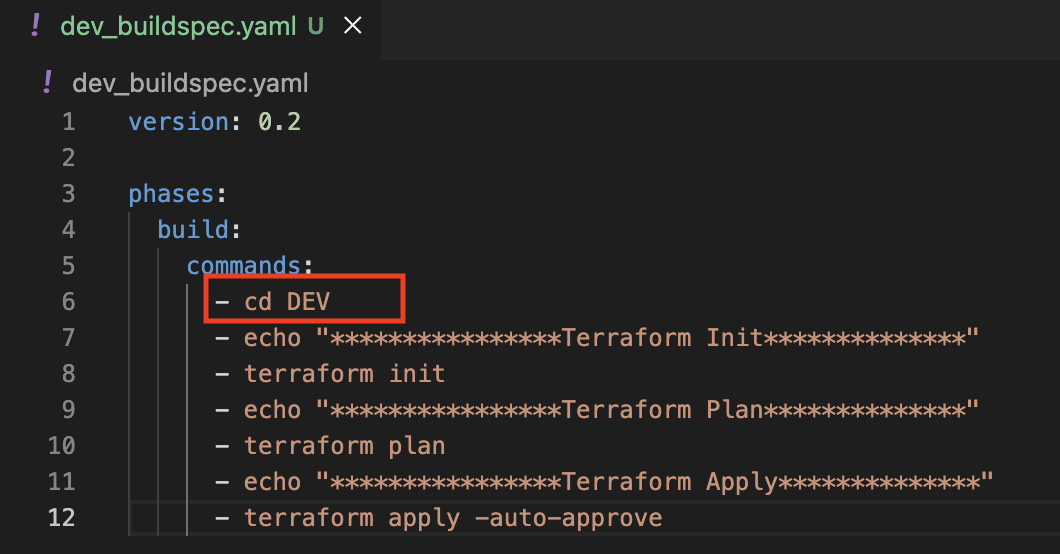 ! dev_buildspec.yaml U ×
! dev_buildspec.yaml
1 version: 0.2
2
3 phases:
4   build:
5     commands:
6       - cd DEV
7       - echo "****************Terraform Init**************"
8       - terraform init
9       - echo "****************Terraform Plan**************"
10       - terraform plan
11       - echo "****************Terraform Apply**************"
12       - terraform apply -auto-approve